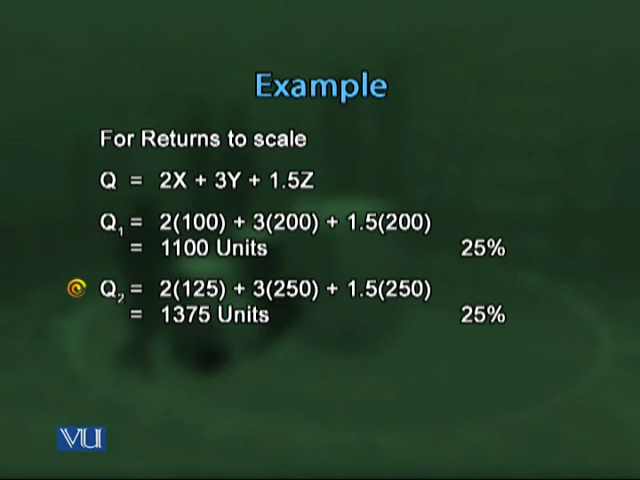 Example
For Returns to scale
Q = 2X + 3Y + 1.5Z
Q₁ = 2(100) + 3(200) + 1.5(200)
= 1100 Units 25%
Q₂ = 2(125) + 3(250) + 1.5(250)
= 1375 Units 25%
VU